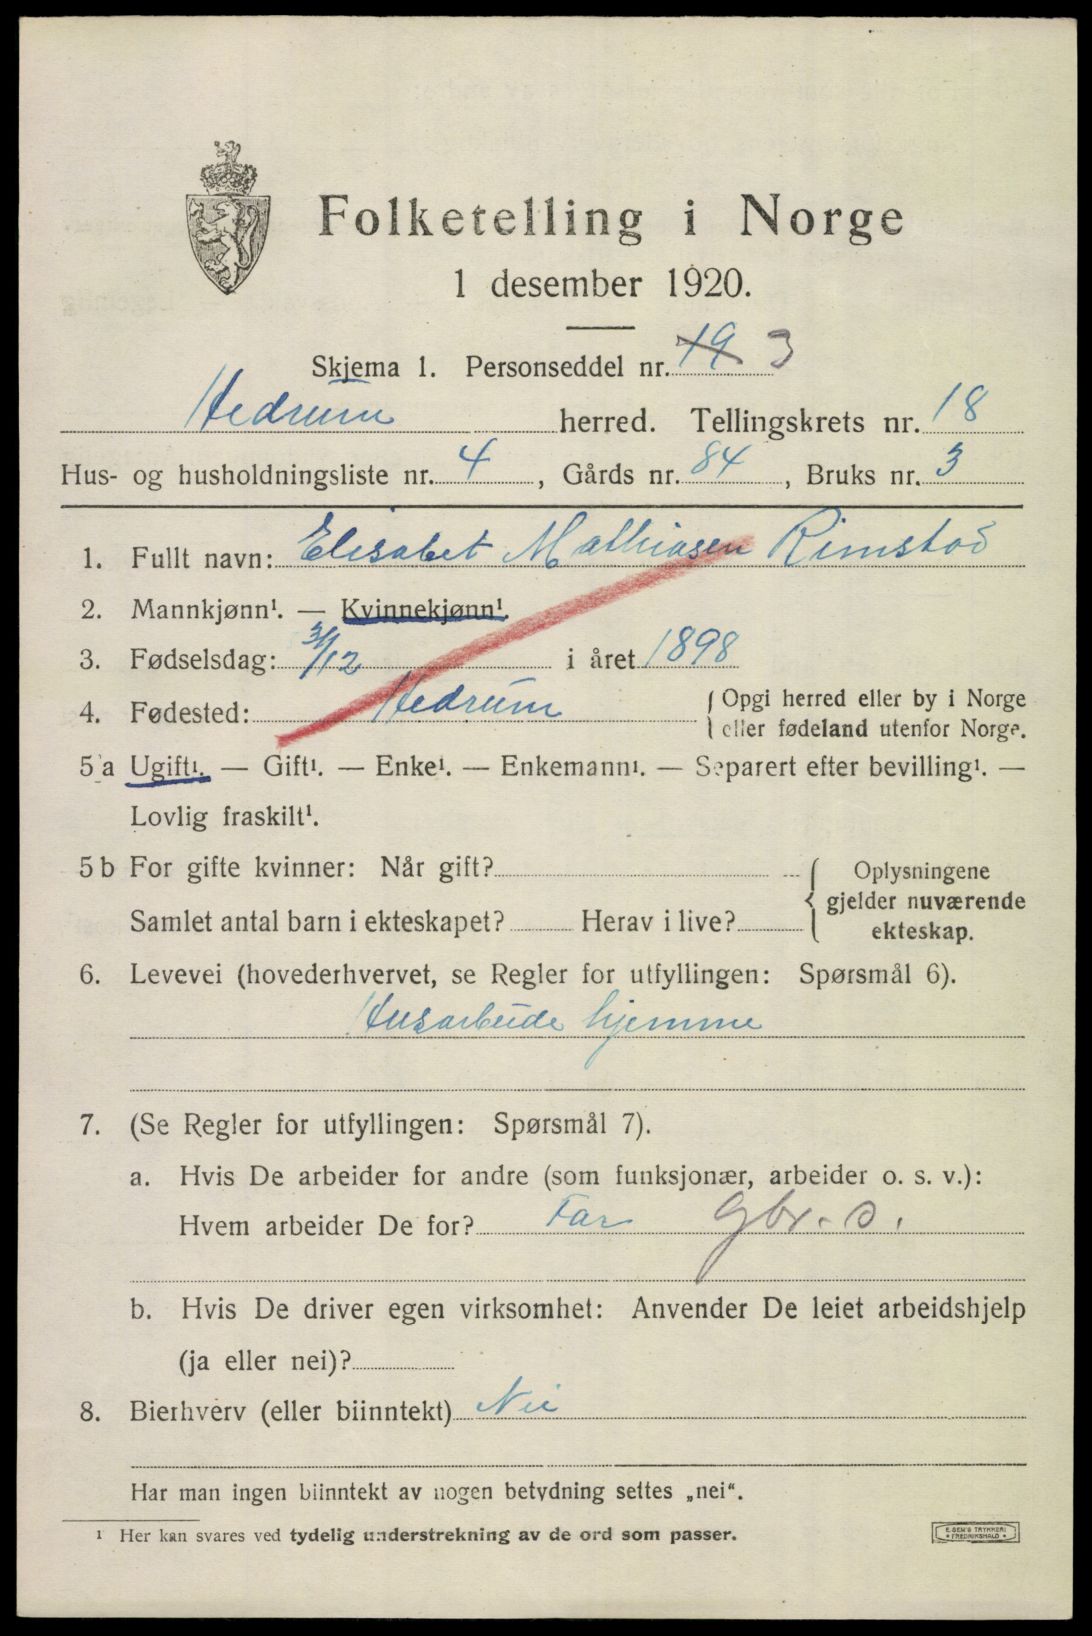 Folketelling i Norge
1 desember 1920.
Skjema 1. Personseddel nr. 19 3
Hedrum herred. Tellingskrets nr. 18
Hus- og husholdningsliste nr. 4, Gårds nr. 84, Bruks nr. 3
1. Fullt navn: Elisabet Mathiasen Rimstad
2. Mannkjønn¹. — Kvinnekjønn¹.
3. Fødselsdag: /12 i året 1898
4. Fødested: Hedrum { Opgi herred eller by i Norge
eller fødeland utenfor Norge.
5 a Ugift¹. — Gift¹. — Enke¹. — Enkemann¹. — Separert efter bevilling¹. —
Lovlig fraskilt¹.
5 b For gifte kvinner: Når gift? { Oplysningene
gjelder nuværende
Samlet antal barn i ekteskapet? Herav i live?
ekteskap.
6. Levevei (hovederhvervet, se Regler for utfyllingen: Spørsmål 6).
Husarbeide hjemme
7. (Se Regler for utfyllingen: Spørsmål 7).
a. Hvis De arbeider for andre (som funksjonær, arbeider o. s. v.):
Hvem arbeider De for? Far Gbr. s.
b. Hvis De driver egen virksomhet: Anvender De leiet arbeidshjelp
(ja eller nei)?
8. Bierhverv (eller biinntekt) Nei
Har man ingen biinntekt av nogen betydning settes „nei“.
¹ Her kan svares ved tydelig understrekning av de ord som passer.
E. SEM'S TRYKKERI
• FREDRIKSHALD •